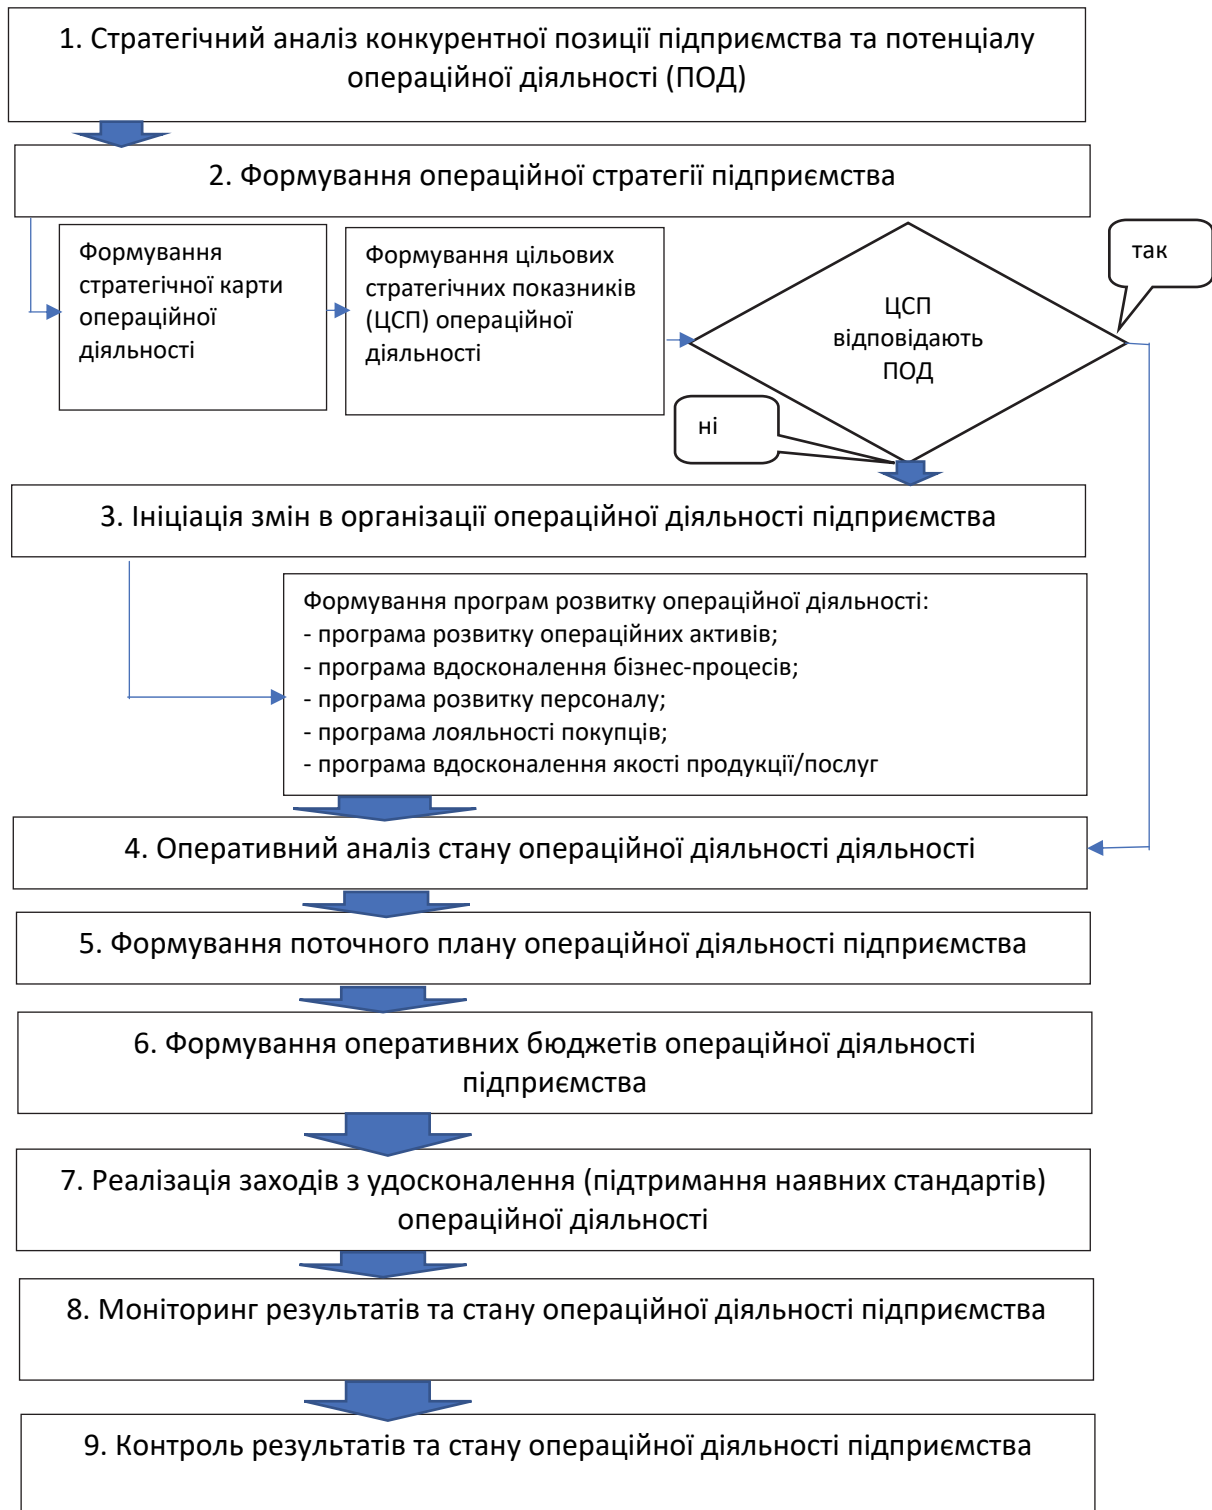 1. Стратегічний аналіз конкурентної позиції підприємства та потенціалу
операційної діяльності (ПОД)
2. Формування операційної стратегії підприємства
Формування
стратегічної карти
операційної
діяльності
Формування цільових
стратегічних показників
(ЦСП) операційної
діяльності
ЦСП
відповідають
ПОД
так
ні
3. Ініціація змін в організації операційної діяльності підприємства
Формування програм розвитку операційної діяльності:
- програма розвитку операційних активів;
- програма вдосконалення бізнес-процесів;
- програма розвитку персоналу;
- програма лояльності покупців;
- програма вдосконалення якості продукції/послуг
4. Оперативний аналіз стану операційної діяльності діяльності
5. Формування поточного плану операційної діяльності підприємства
6. Формування оперативних бюджетів операційної діяльності
підприємства
7. Реалізація заходів з удосконалення (підтримання наявних стандартів)
операційної діяльності
8. Моніторинг результатів та стану операційної діяльності підприємства
9. Контроль результатів та стану операційної діяльності підприємства